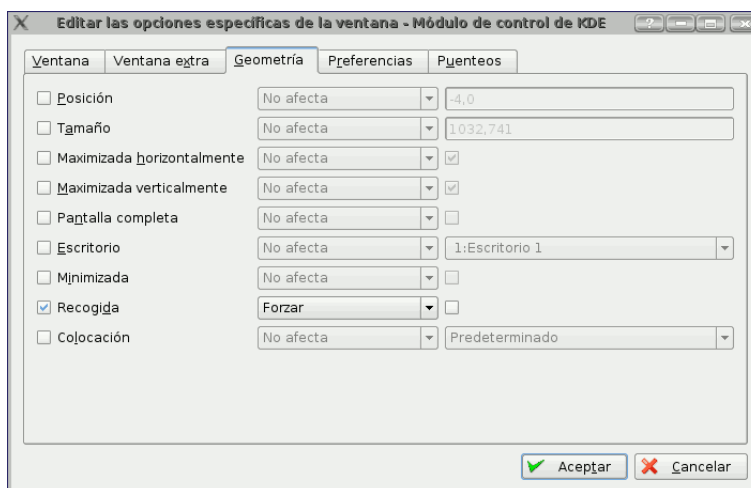 Editar las opciones específicas de la ventana - Módulo de control de KDE
Ventana Ventana extra Geometría Preferencias Puenteos
Posición No afecta -4,0
Tamaño No afecta 1032,741
Maximizada horizontalmente No afecta
Maximizada verticalmente No afecta
Pantalla completa No afecta
Escritorio No afecta 1:Escritorio 1
Minimizada No afecta
Recogida Forzar
Colocación No afecta Predeterminado
Aceptar Cancelar